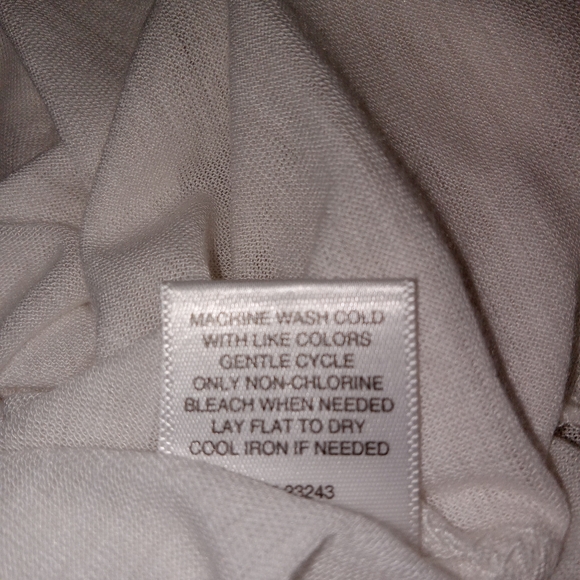 MACHINE WASH COLD
WITH LIKE COLORS
GENTLE CYCLE
ONLY NON-CHLORINE
BLEACH WHEN NEEDED
LAY FLAT TO DRY
COOL IRON IF NEEDED
23243